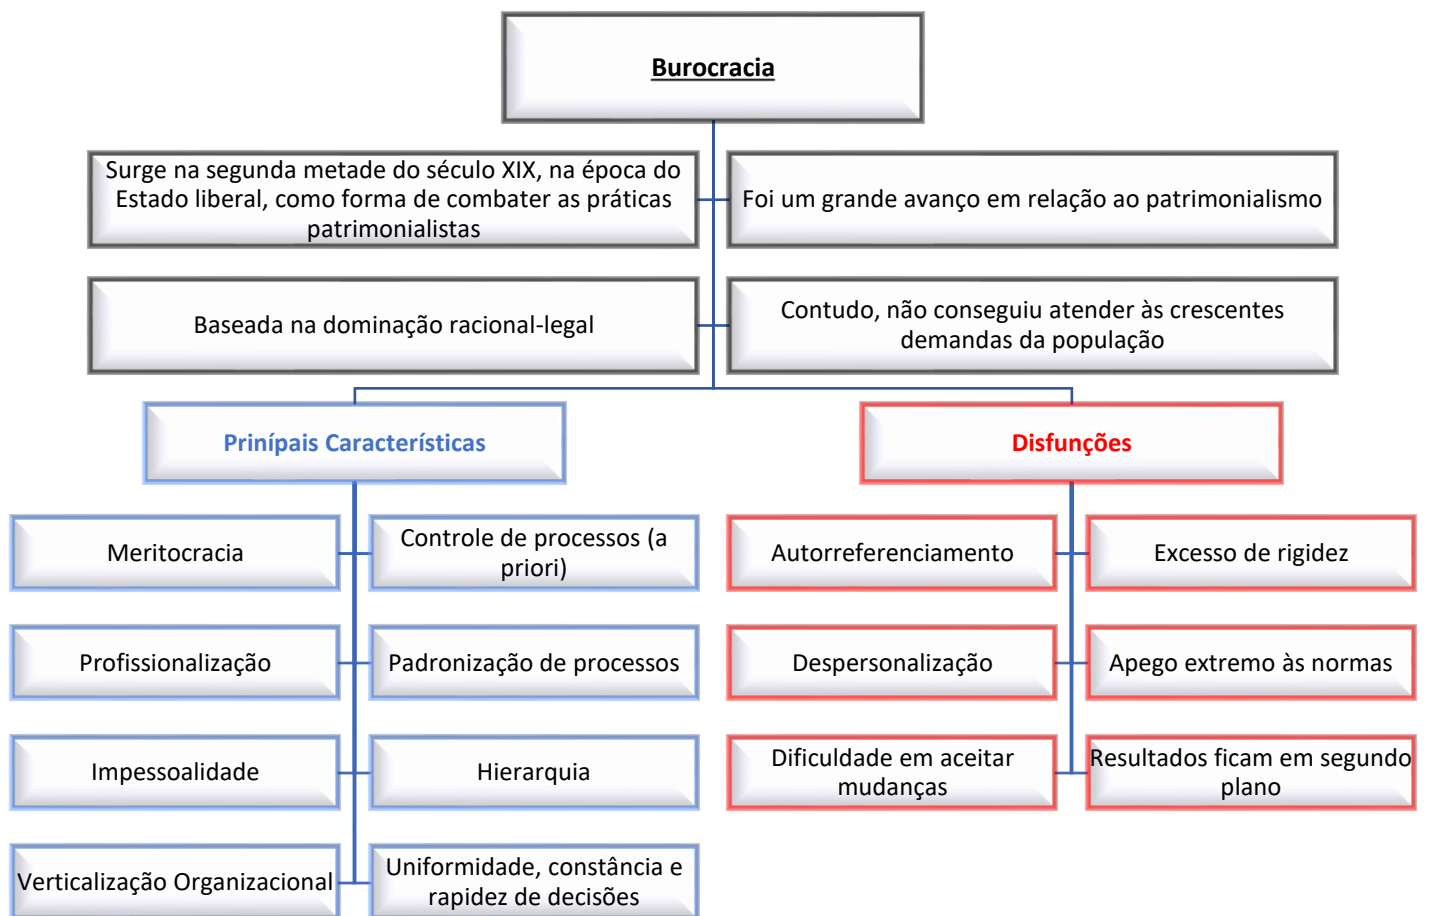 Burocracia
Surge na segunda metade do século XIX, na época do
Estado liberal, como forma de combater as práticas
patrimonialistas
Foi um grande avanço em relação ao patrimonialismo
Baseada na dominação racional-legal
Contudo, não conseguiu atender às crescentes
demandas da população
Prinípais Característicás
Meritocracia
Controle de processos (a
priori)
Profissionalização
Padronização de processos
Impessoalidade
Hierarquia
Verticalização Organizacional
Uniformidade, constância e
rapidez de decisões
Disfunções
Autorreferenciamento
Excesso de rigidez
Despersonalização
Apego extremo às normas
Dificuldade em aceitar
mudanças
Resultados ficam em segundo
plano